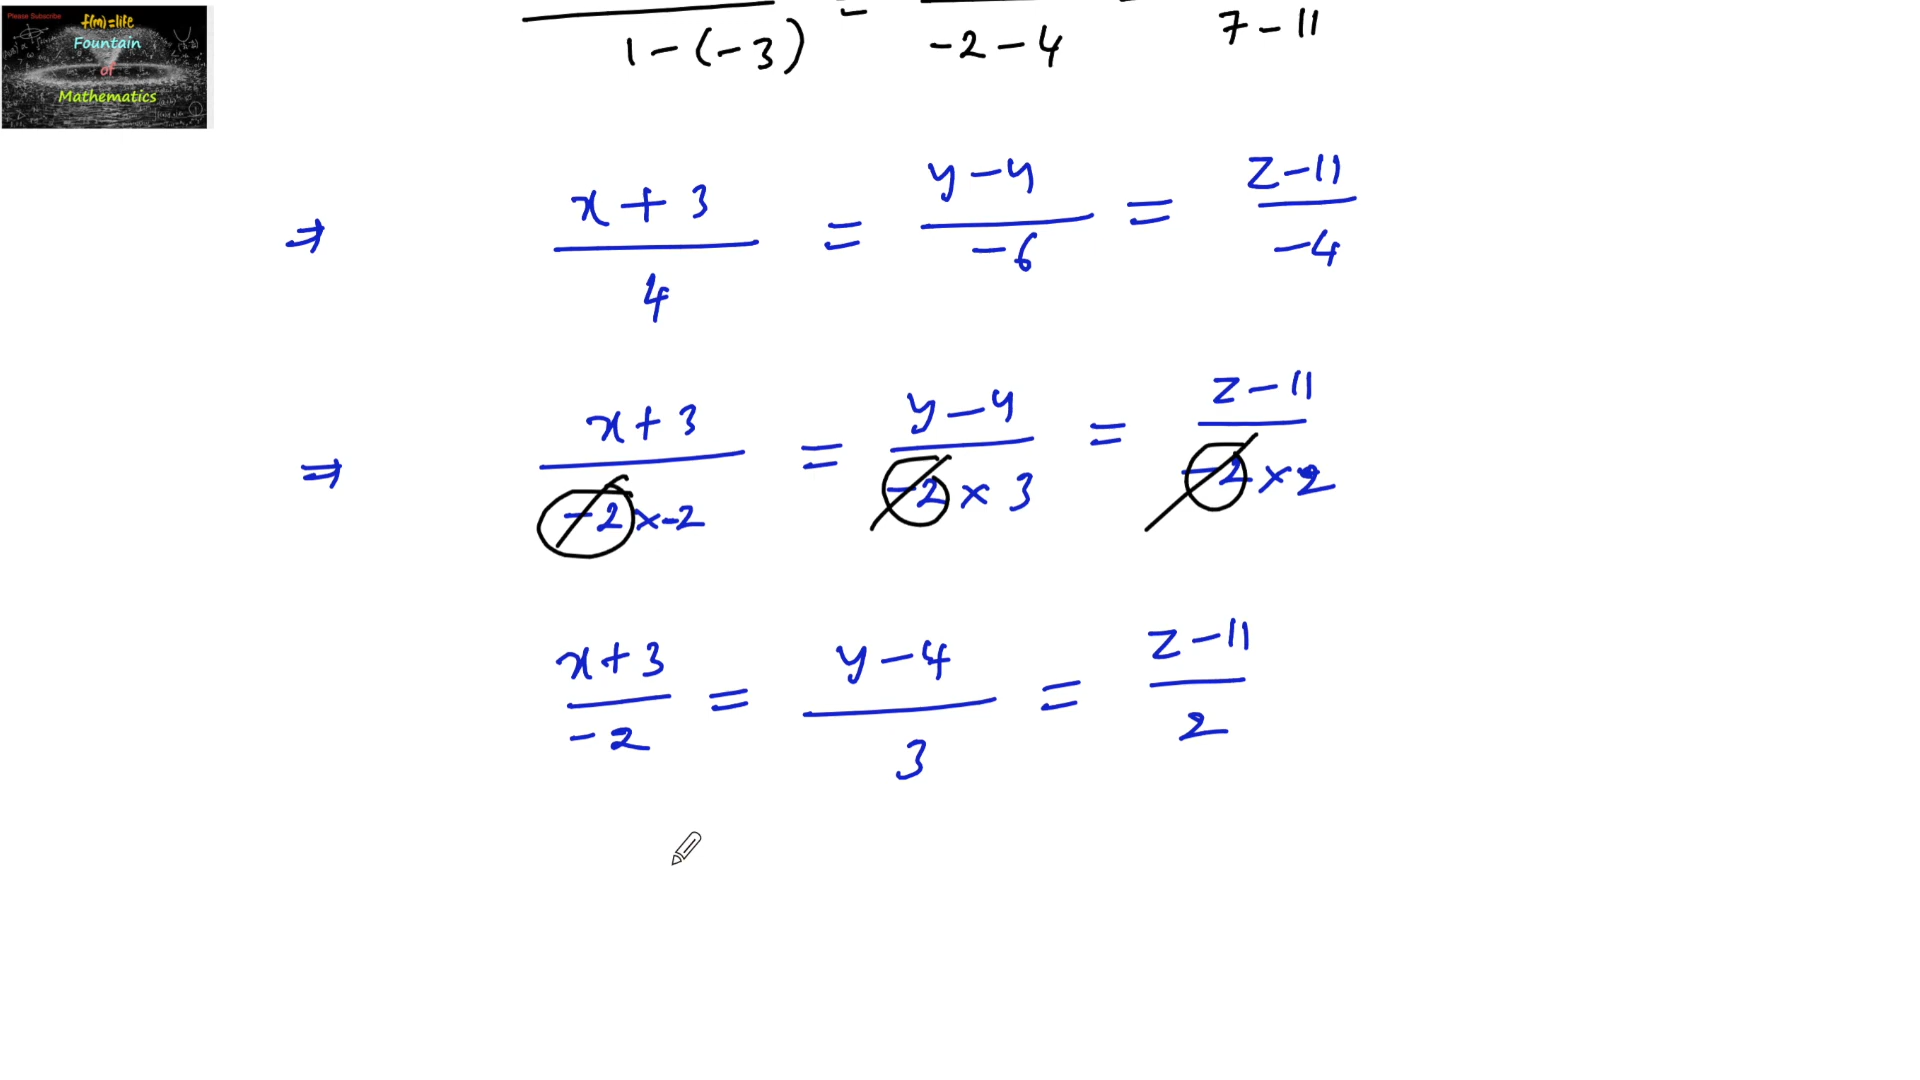 Please Subscribe
f(m)=life
Fountain
of
Mathematics
1-(-3) = -2-4 7-11
⇒ x+3/4 = y-4/-6 = z-11/-4
⇒ x+3/-2×-2 = y-4/-2×3 = z-11/-2×2
x+3/-2 = y-4/3 = z-11/2